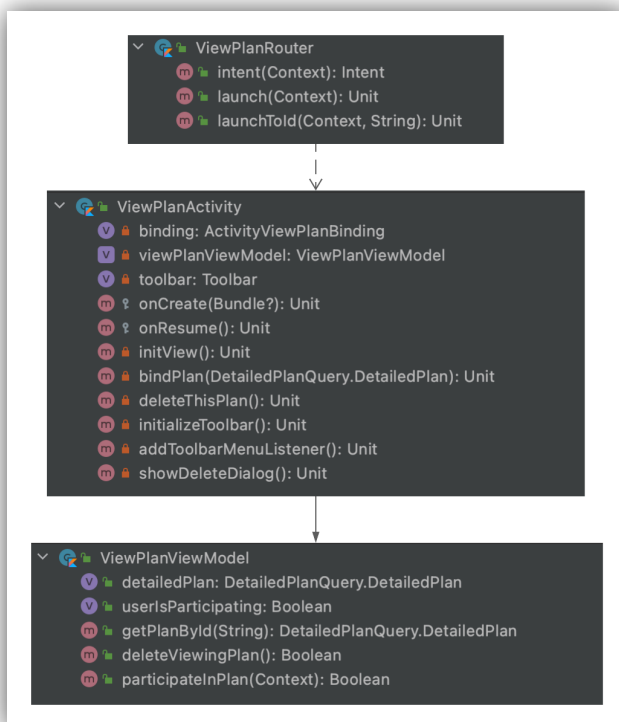 ViewPlanRouter
intent(Context): Intent
launch(Context): Unit
launchToId(Context, String): Unit
ViewPlanActivity
binding: ActivityViewPlanBinding
viewPlanViewModel: ViewPlanViewModel
toolbar: Toolbar
onCreate(Bundle?): Unit
onResume(): Unit
initView(): Unit
bindPlan(DetailedPlanQuery.DetailedPlan): Unit
deleteThisPlan(): Unit
initializeToolbar(): Unit
addToolbarMenuListener(): Unit
showDeleteDialog(): Unit
ViewPlanViewModel
detailedPlan: DetailedPlanQuery.DetailedPlan
userIsParticipating: Boolean
getPlanById(String): DetailedPlanQuery.DetailedPlan
deleteViewingPlan(): Boolean
participateInPlan(Context): Boolean